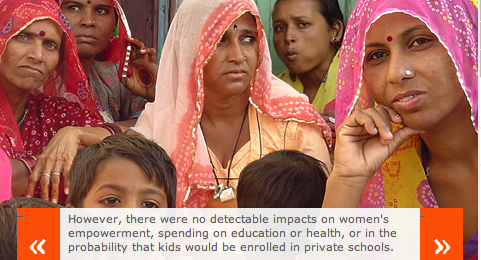 However, there were no detectable impacts on women's
empowerment, spending on education or health, or in the
probability that kids would be enrolled in private schools.
« »